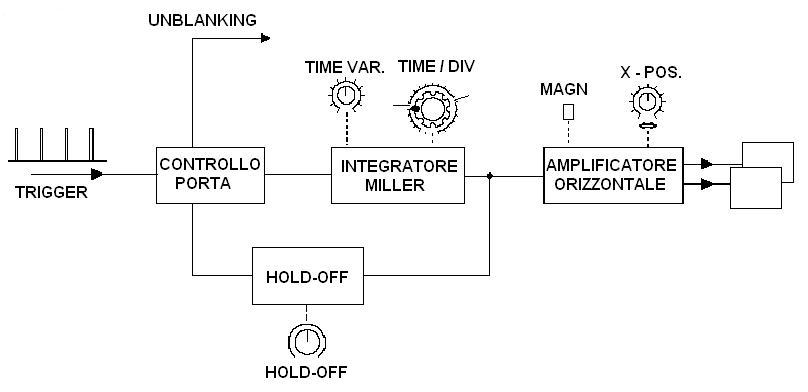 UNBLANKING
TIME VAR.
TIME / DIV
MAGN
X - POS.
TRIGGER
CONTROLLO
PORTA
INTEGRATORE
MILLER
AMPLIFICATORE
ORIZZONTALE
HOLD-OFF
HOLD-OFF